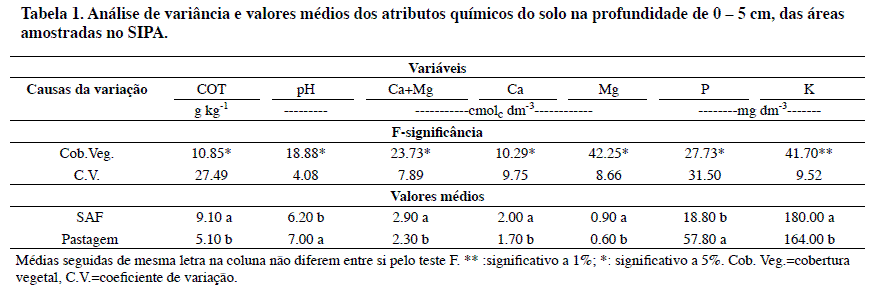 Tabela 1. Análise de variância e valores médios dos atributos químicos do solo na profundidade de 0 – 5 cm, das áreas
amostradas no SIPA.
Variáveis
Causas da variação COT pH Ca+Mg Ca Mg P K
g kg-1 --------- -----------cmolc dm-3------------ --------mg dm-3-------
F-significância
Cob.Veg. 10.85* 18.88* 23.73* 10.29* 42.25* 27.73* 41.70**
C.V. 27.49 4.08 7.89 9.75 8.66 31.50 9.52
Valores médios
SAF 9.10 a 6.20 b 2.90 a 2.00 a 0.90 a 18.80 b 180.00 a
Pastagem 5.10 b 7.00 a 2.30 b 1.70 b 0.60 b 57.80 a 164.00 b
Médias seguidas de mesma letra na coluna não diferem entre si pelo teste F. ** :significativo a 1%; *: significativo a 5%. Cob. Veg.=cobertura
vegetal, C.V.=coeficiente de variação.